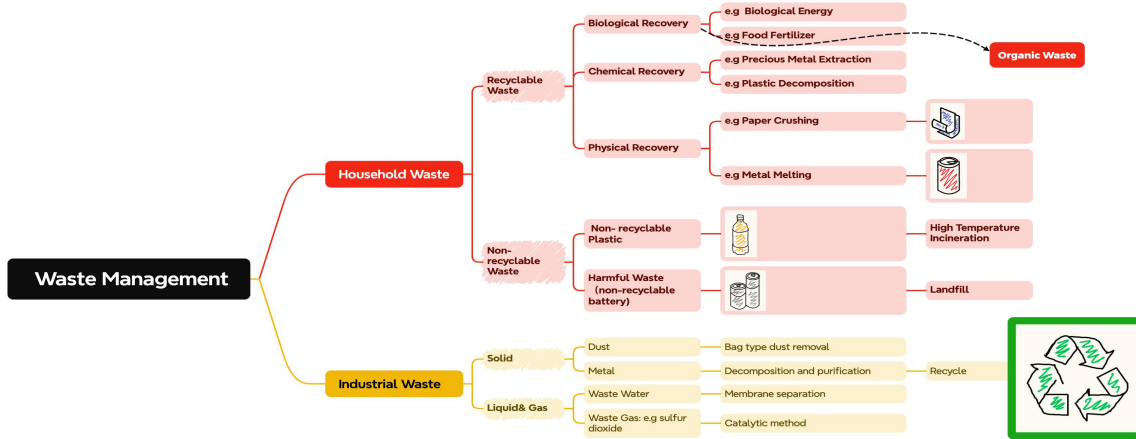 Waste Management
Household Waste
Recyclable
Waste
Biological Recovery
e.g  Biological Energy
e.g Food Fertilizer
Organic Waste
Chemical Recovery
e.g Precious Metal Extraction
e.g Plastic Decomposition
Physical Recovery
e.g Paper Crushing
e.g Metal Melting
Non-
recyclable
Waste
Non- recyclable
Plastic
High Temperature
Incineration
Harmful Waste
（non-recyclable
battery)
Landfill
Industrial Waste
Solid
Dust
Bag type dust removal
Metal
Decomposition and purification
Recycle
Liquid& Gas
Waste Water
Membrane separation
Waste Gas: e.g sulfur
dioxide
Catalytic method